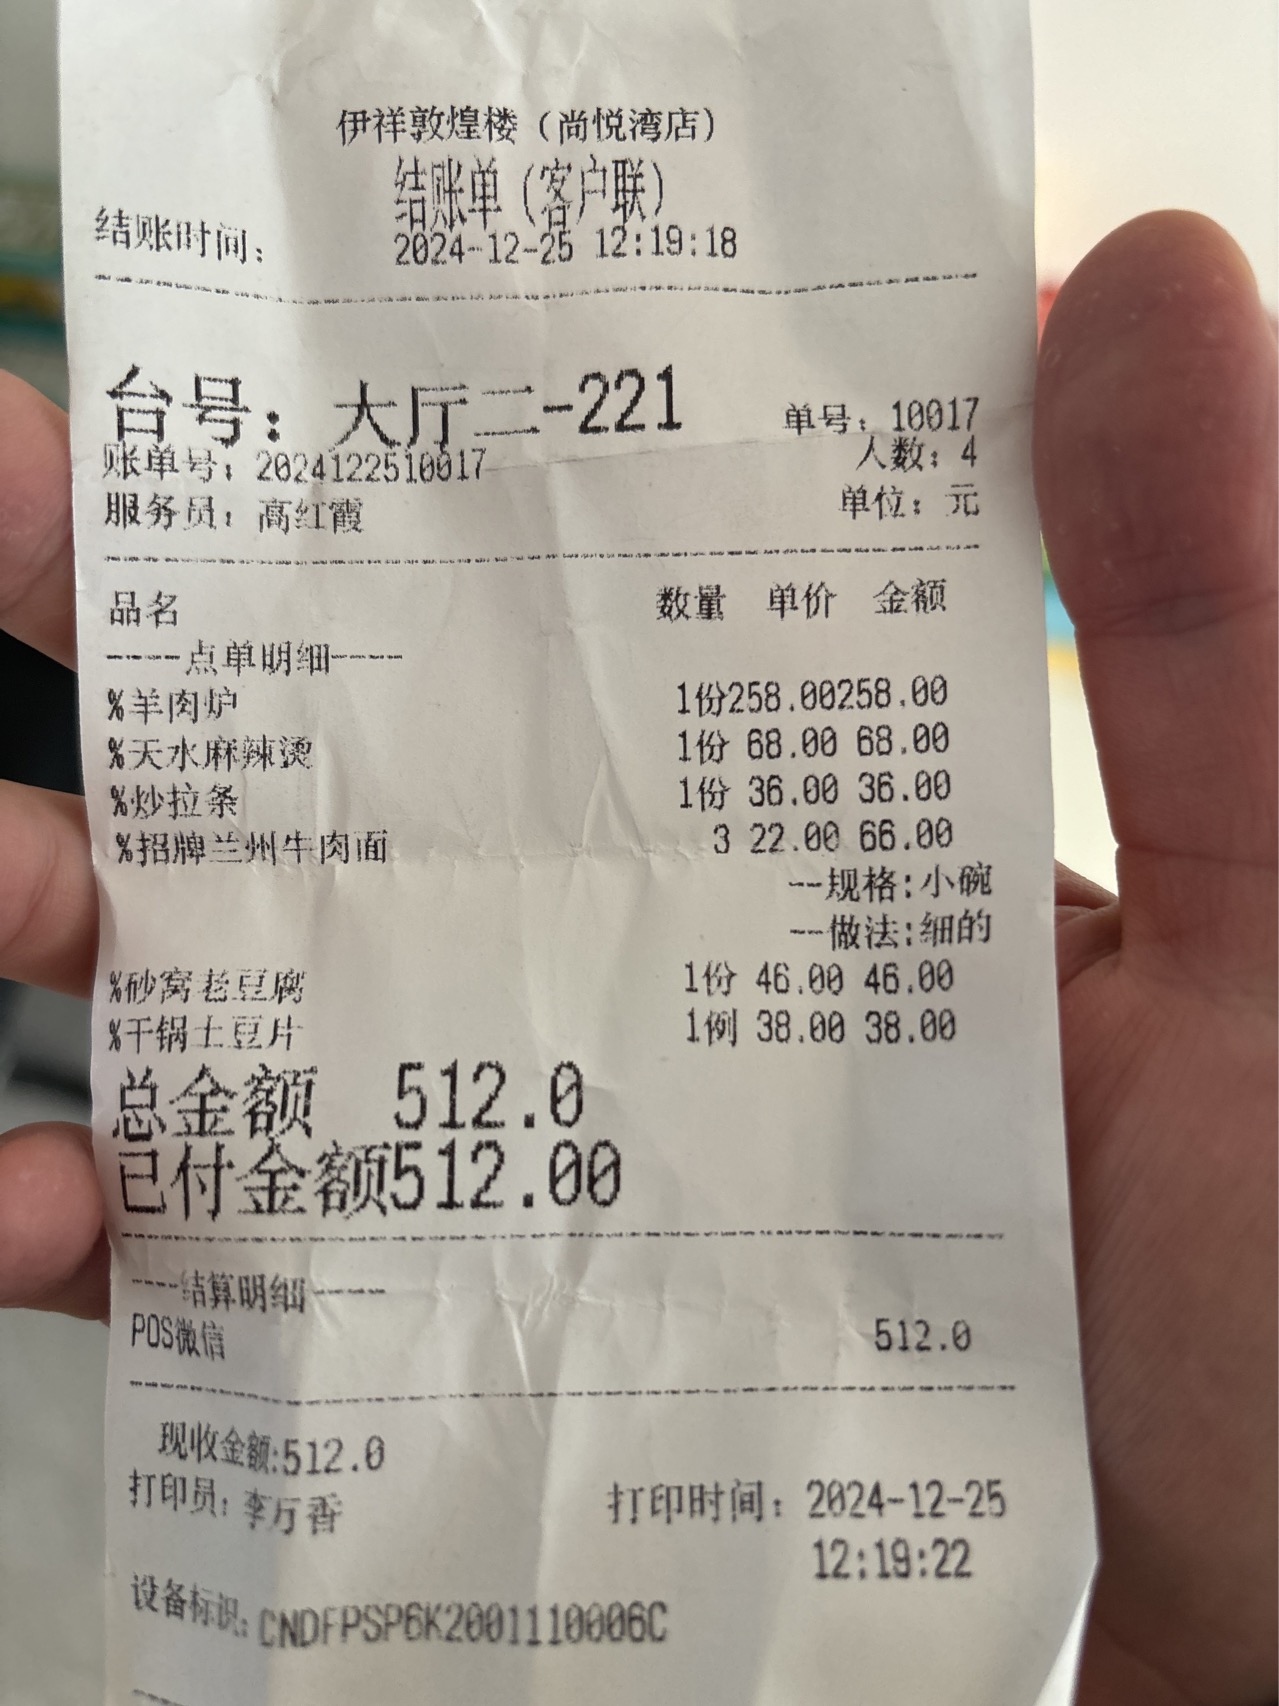 伊祥敦煌楼（尚悦湾店）
结账单（客户联）
结账时间： 2024-12-25 12:19:18
台号：大厅二-221 单号：10017
账单号：2024122510017 人数：4
服务员：高红霞 单位：元
品名 数量 单价 金额
----点单明细----
%羊肉炉 1份258.00258.00
%天水麻辣烫 1份 68.00 68.00
%炒拉条 1份 36.00 36.00
%招牌兰州牛肉面 3 22.00 66.00
--规格:小碗
--做法:细的
%砂窝老豆腐 1份 46.00 46.00
%干锅土豆片 1例 38.00 38.00
总金额 512.0
已付金额512.00
----结算明细----
POS微信 512.0
现收金额:512.0
打印员：李万香 打印时间：2024-12-25
12:19:22
设备标识：CNDFPSP6K2001110006C